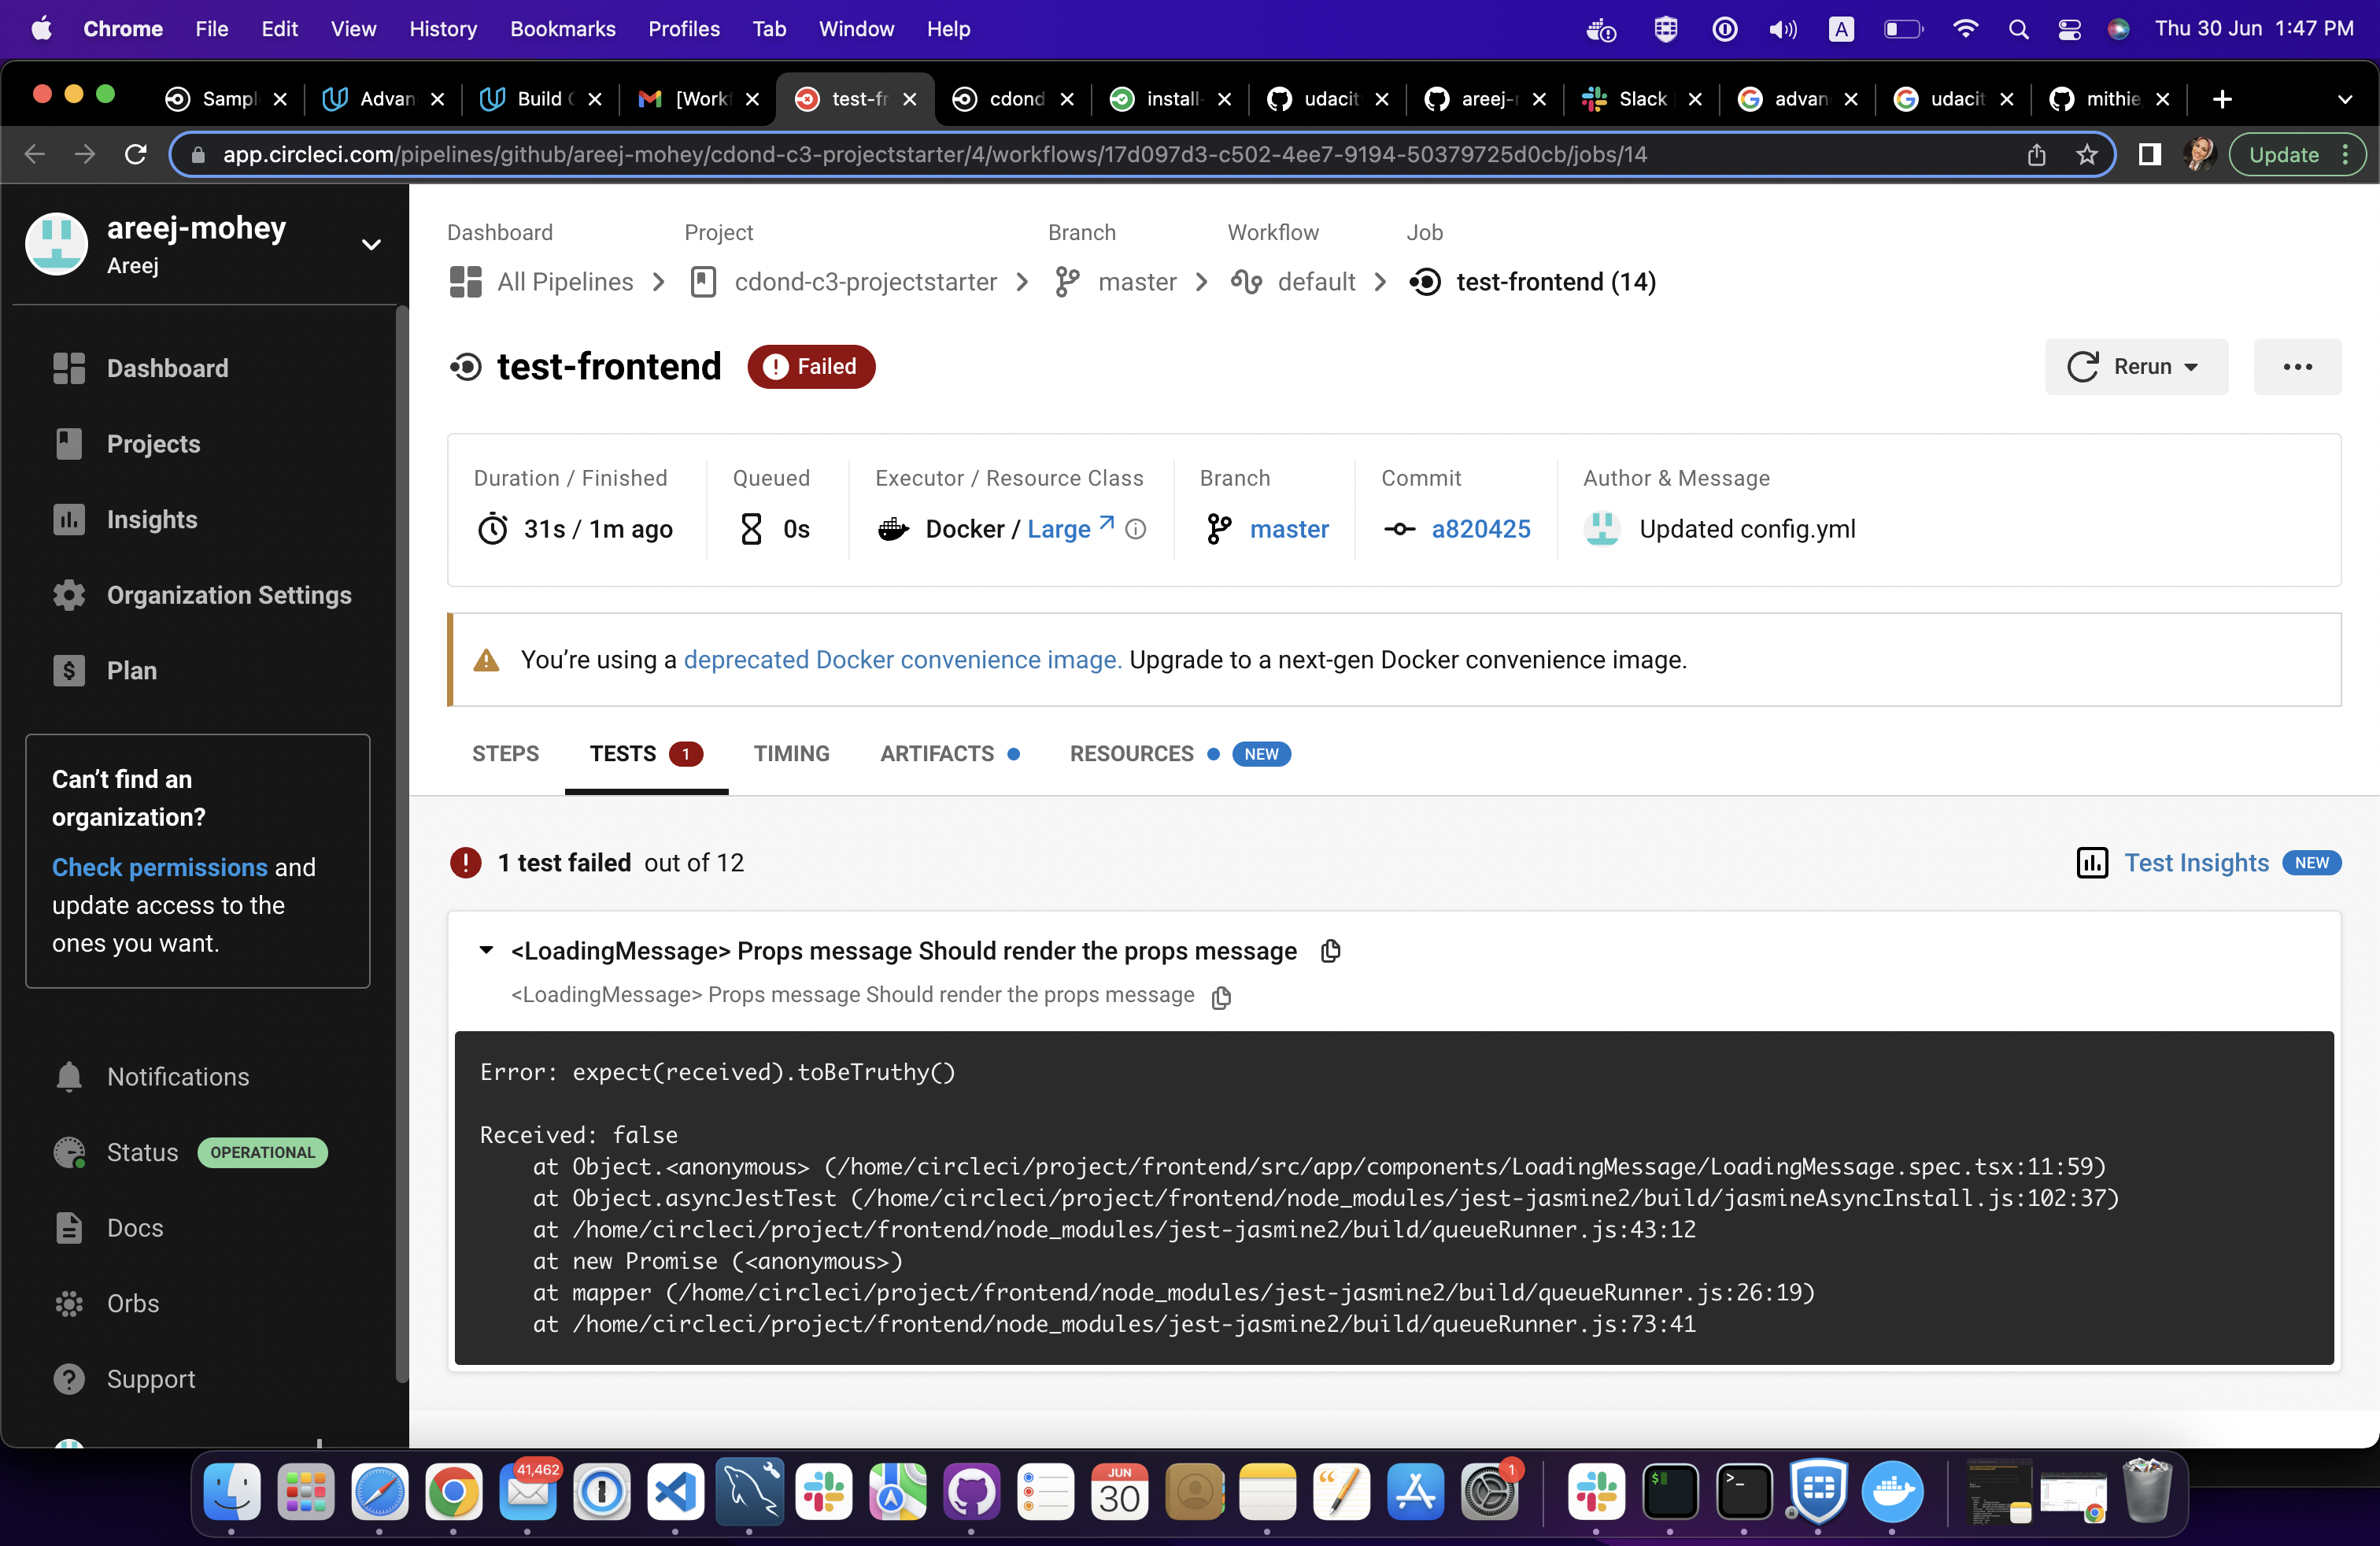 Chrome File Edit View History Bookmarks Profiles Tab Window Help
A
Thu 30 Jun 1:47 PM
Sampl
Advan
Build
[Work
test-fr
cdond
install-
udacit
areej-
Slack
advan
udacit
mithie
app.circleci.com/pipelines/github/areej-mohey/cdond-c3-projectstarter/4/workflows/17d097d3-c502-4ee7-9194-50379725d0cb/jobs/14
Update
areej-mohey
Areej
Dashboard
Projects
Insights
Organization Settings
Plan
Can’t find an
organization?
Check permissions and
update access to the
ones you want.
Notifications
Status OPERATIONAL
Docs
Orbs
Support
Dashboard Project Branch Workflow Job
All Pipelines cdond-c3-projectstarter master default test-frontend (14)
test-frontend Failed
Rerun
Duration / Finished Queued Executor / Resource Class Branch Commit Author & Message
31s / 1m ago 0s Docker / Large master a820425 Updated config.yml
You’re using a deprecated Docker convenience image. Upgrade to a next-gen Docker convenience image.
STEPS TESTS 1 TIMING ARTIFACTS RESOURCES NEW
1 test failed out of 12
Test Insights NEW
<LoadingMessage> Props message Should render the props message
<LoadingMessage> Props message Should render the props message
Error: expect(received).toBeTruthy()
Received: false
at Object.<anonymous> (/home/circleci/project/frontend/src/app/components/LoadingMessage/LoadingMessage.spec.tsx:11:59)
at Object.asyncJestTest (/home/circleci/project/frontend/node_modules/jest-jasmine2/build/jasmineAsyncInstall.js:102:37)
at /home/circleci/project/frontend/node_modules/jest-jasmine2/build/queueRunner.js:43:12
at new Promise (<anonymous>)
at mapper (/home/circleci/project/frontend/node_modules/jest-jasmine2/build/queueRunner.js:26:19)
at /home/circleci/project/frontend/node_modules/jest-jasmine2/build/queueRunner.js:73:41
41,462
JUN
30
1